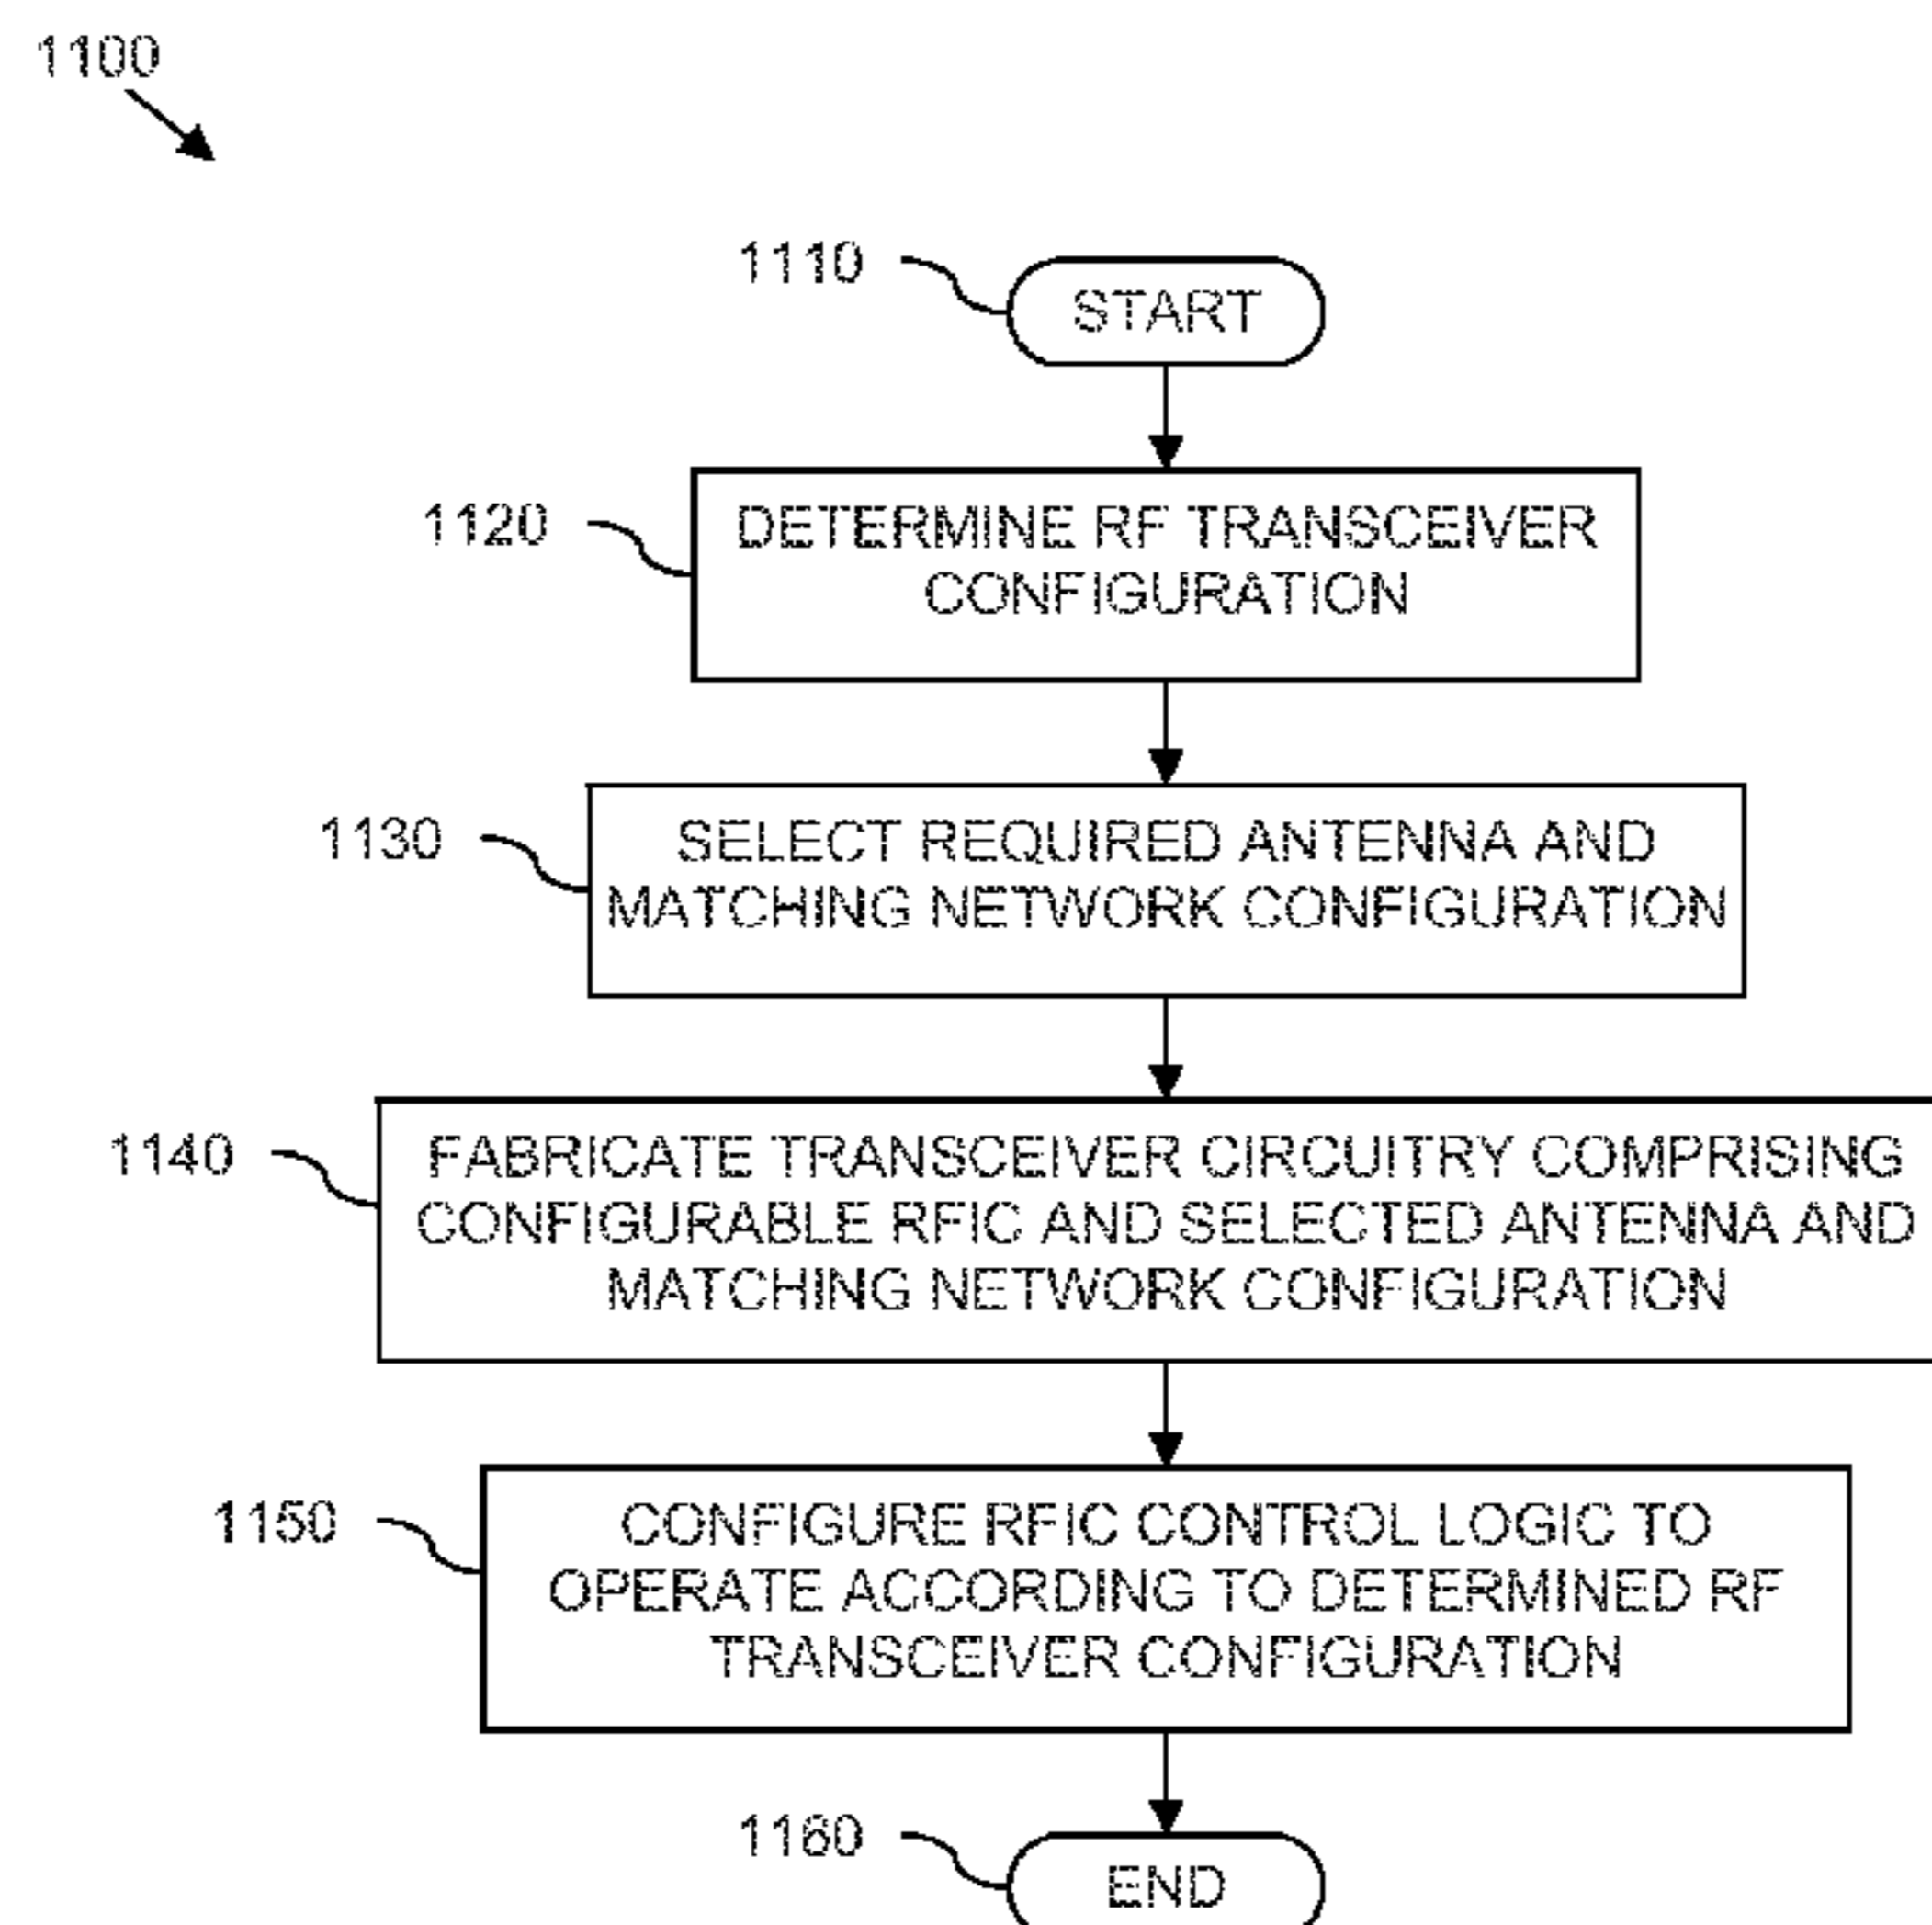 1100
1110
START
1120
DETERMINE RF TRANSCEIVER
CONFIGURATION
1130
SELECT REQUIRED ANTENNA AND
MATCHING NETWORK CONFIGURATION
1140
FABRICATE TRANSCEIVER CIRCUITRY COMPRISING
CONFIGURABLE RFIC AND SELECTED ANTENNA AND
MATCHING NETWORK CONFIGURATION
1150
CONFIGURE RFIC CONTROL LOGIC TO
OPERATE ACCORDING TO DETERMINED RF
TRANSCEIVER CONFIGURATION
1160
END